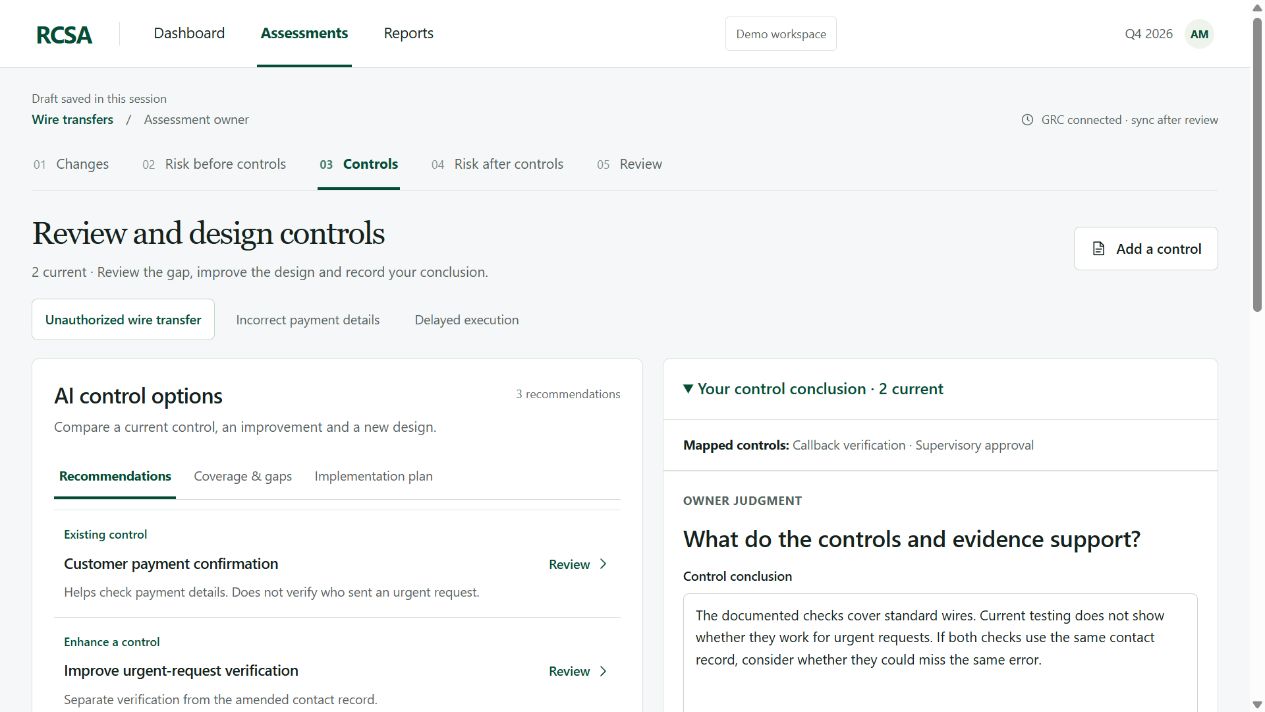 RCSA
Dashboard
Assessments
Reports
Demo workspace
Q4 2026
AM
Draft saved in this session
Wire transfers / Assessment owner
GRC connected · sync after review
01 Changes
02 Risk before controls
03 Controls
04 Risk after controls
05 Review
Review and design controls
2 current · Review the gap, improve the design and record your conclusion.
Add a control
Unauthorized wire transfer
Incorrect payment details
Delayed execution
AI control options
3 recommendations
Compare a current control, an improvement and a new design.
Recommendations
Coverage & gaps
Implementation plan
Existing control
Customer payment confirmation
Review
Helps check payment details. Does not verify who sent an urgent request.
Enhance a control
Improve urgent-request verification
Review
Separate verification from the amended contact record.
Your control conclusion · 2 current
Mapped controls: Callback verification · Supervisory approval
OWNER JUDGMENT
What do the controls and evidence support?
Control conclusion
The documented checks cover standard wires. Current testing does not show
whether they work for urgent requests. If both checks use the same contact
record, consider whether they could miss the same error.